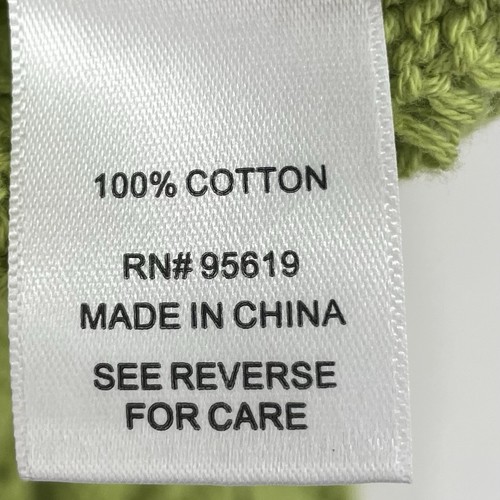 100% COTTON
RN# 95619
MADE IN CHINA
SEE REVERSE
FOR CARE